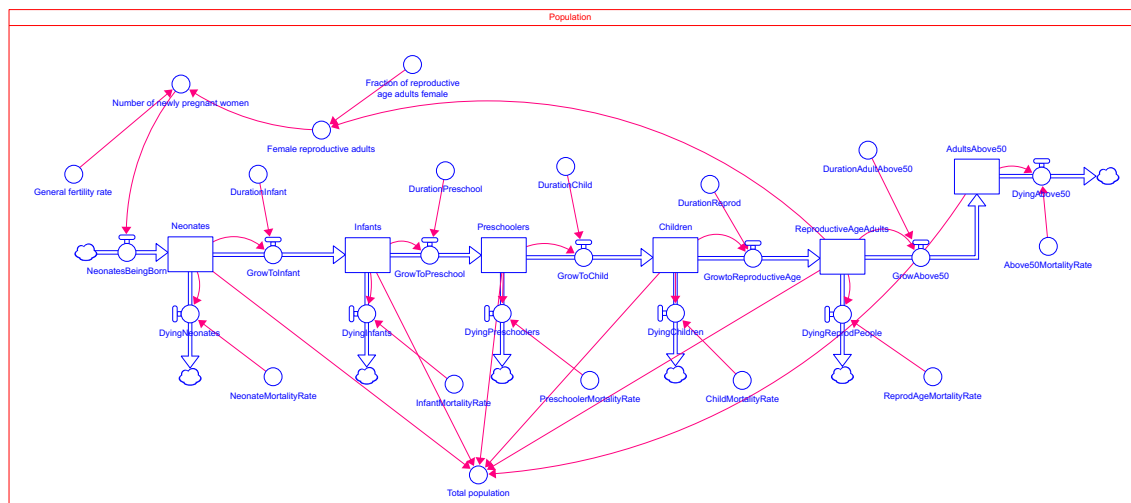 Population
Fraction of reproductive
age adults female
Number of newly pregnant women
Female reproductive adults
General fertility rate
DurationInfant
DurationPreschool
DurationChild
DurationReprod
DurationAdultAbove50
AdultsAbove50
DyingAbove50
Neonates
Infants
Preschoolers
Children
ReproductiveAgeAdults
NeonatesBeingBorn
GrowToInfant
GrowToPreschool
GrowToChild
GrowtoReproductiveAge
GrowAbove50
Above50MortalityRate
DyingNeonates
DyingInfants
DyingPreschoolers
DyingChildren
DyingReprodPeople
NeonateMortalityRate
InfantMortalityRate
PreschoolerMortalityRate
ChildMortalityRate
ReprodAgeMortalityRate
Total population